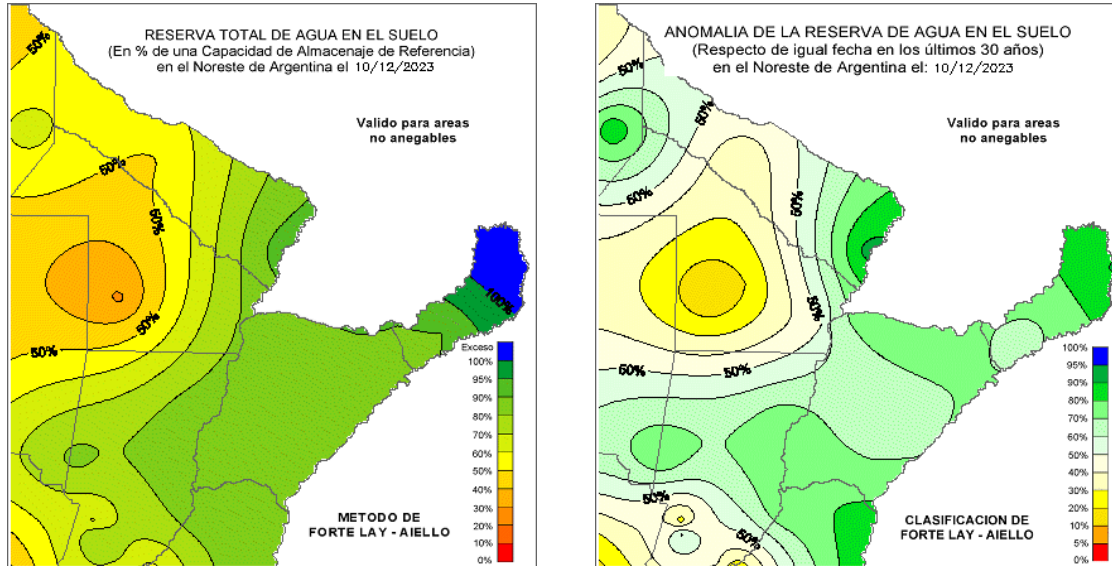 RESERVA TOTAL DE AGUA EN EL SUELO
(En % de una Capacidad de Almacenaje de Referencia)
en el Noreste de Argentina el 10/12/2023
Valido para areas
no anegables
50%
50%
50%
50%
50%
100%
Exceso
100%
95%
90%
80%
70%
60%
50%
40%
30%
20%
10%
0%
METODO DE
FORTE LAY - AIELLO
ANOMALIA DE LA RESERVA DE AGUA EN EL SUELO
(Respecto de igual fecha en los últimos 30 años)
en el Noreste de Argentina el: 10/12/2023
Valido para areas
no anegables
50%
50%
50%
50%
50%
50%
50%
50%
100%
95%
90%
80%
70%
60%
50%
40%
30%
20%
10%
5%
0%
CLASIFICACION DE
FORTE LAY - AIELLO